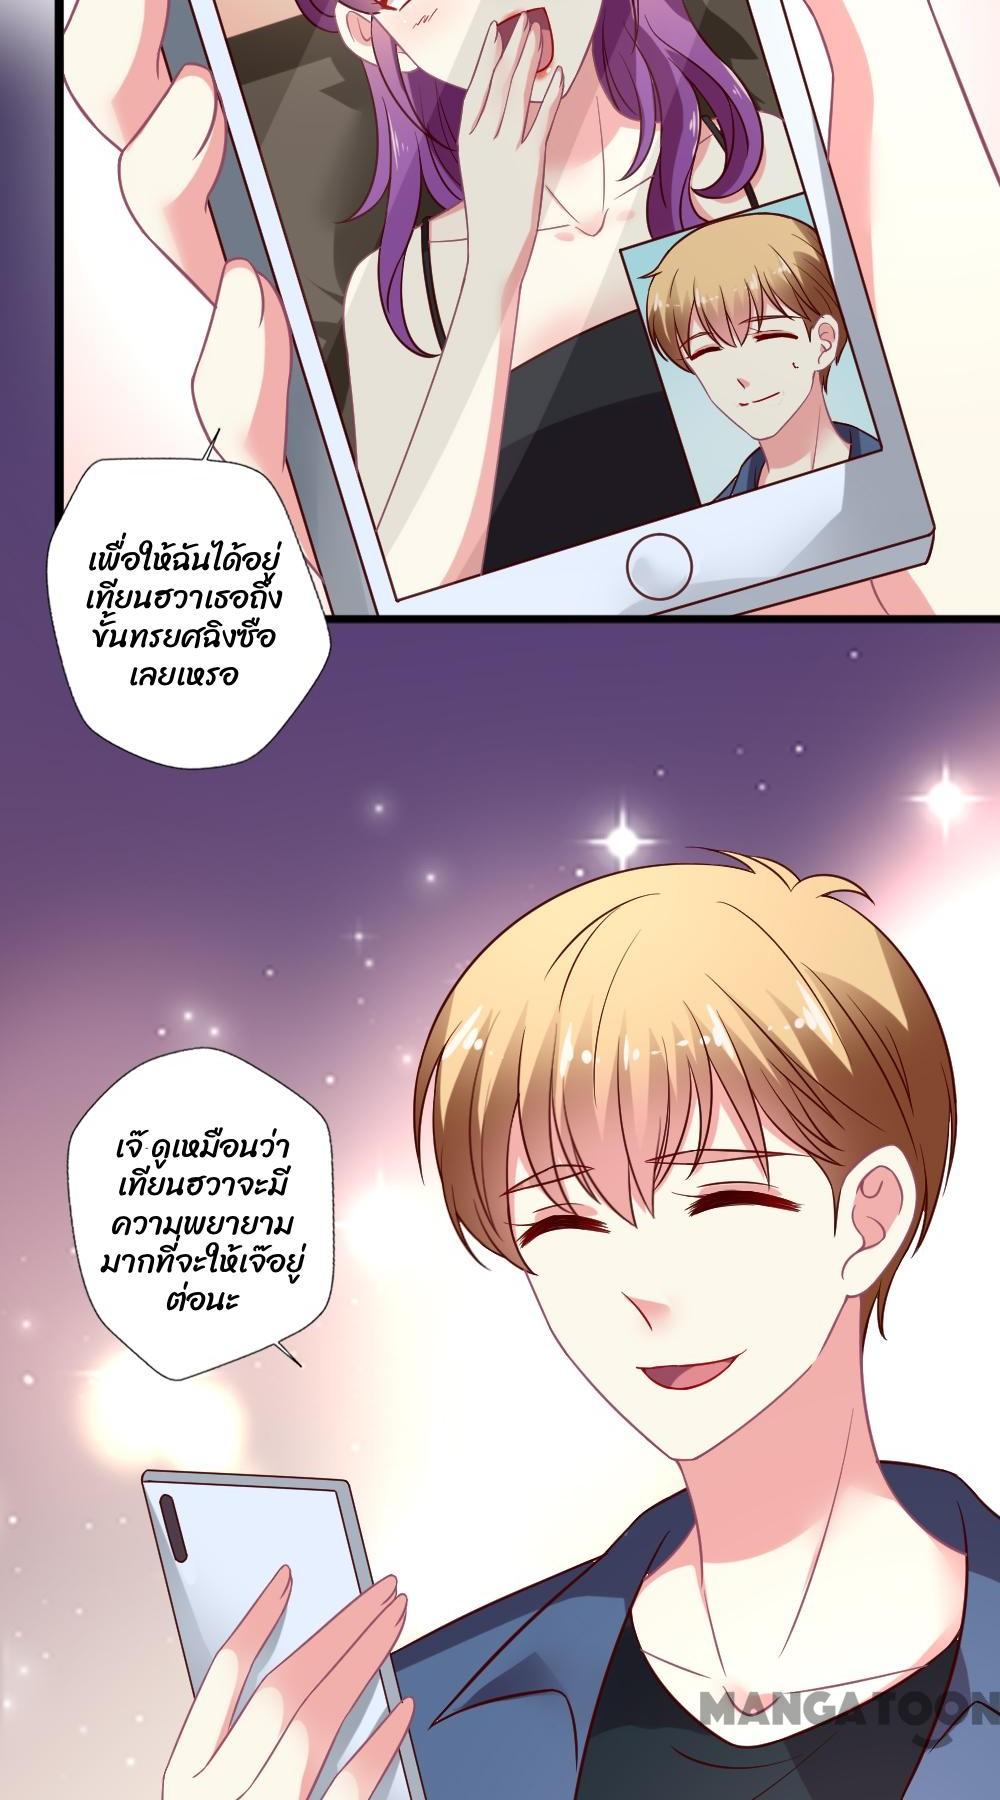 เพื่อให้ฉันได้อยู่
เทียนฮวาเธอถึง
ขั้นทรยศฉิงซือ
เลยเหรอ
เจ๊ ดูเหมือนว่า
เทียนฮวาจะมี
ความพยายาม
มากที่จะให้เจ๊อยู่
ต่อนะ
MANGATOON